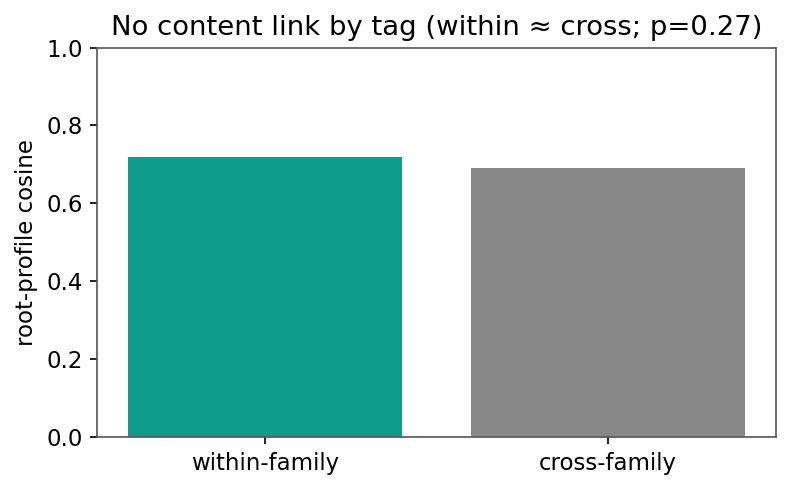 No content link by tag (within ≈ cross; p=0.27)
root-profile cosine
1.0
0.8
0.6
0.4
0.2
0.0
within-family
cross-family